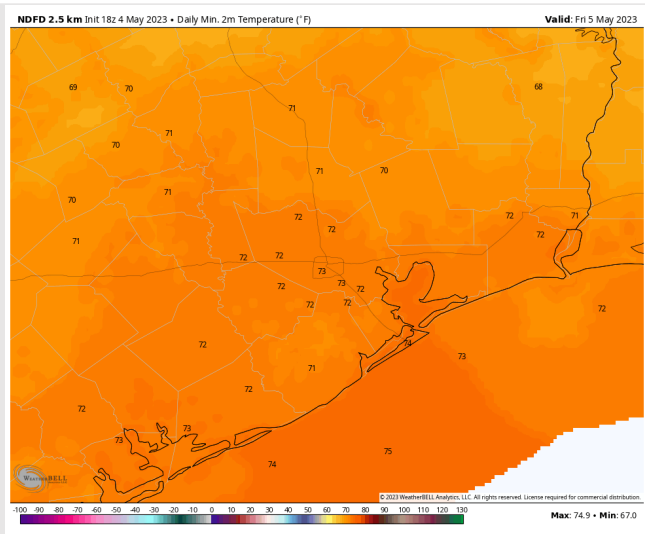 NDFD 2.5 km Init 18z 4 May 2023 • Daily Min. 2m Temperature (°F) Valid: Fri 5 May 2023
69 70 68
71
71
70
71 70
71
70
72 72 71
72
72
71
72 72
73
72 73 72
72 72 72
74
72 73
71
72
72
73 73
75
74
WEATHERBELL
© 2023 WeatherBELL Analytics, LLC. All rights reserved. License required for commercial distribution.
-100 -90 -80 -70 -60 -50 -40 -30 -20 -10 0 10 20 30 40 50 60 70 80 90 100 110 120 130
Max: 74.9 • Min: 67.0